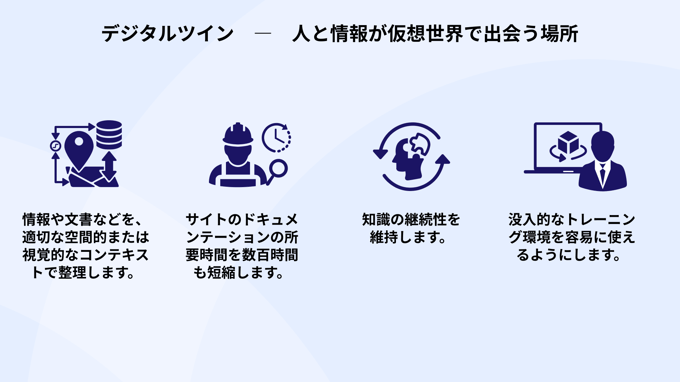 デジタルツイン ― 人と情報が仮想世界で出会う場所
情報や文書などを、
適切な空間的または
視覚的なコンテキス
トで整理します。
サイトのドキュメ
ンテーションの所
要時間を数百時間
も短縮します。
知識の継続性を
維持します。
没入的なトレーニン
グ環境を容易に使え
るようにします。